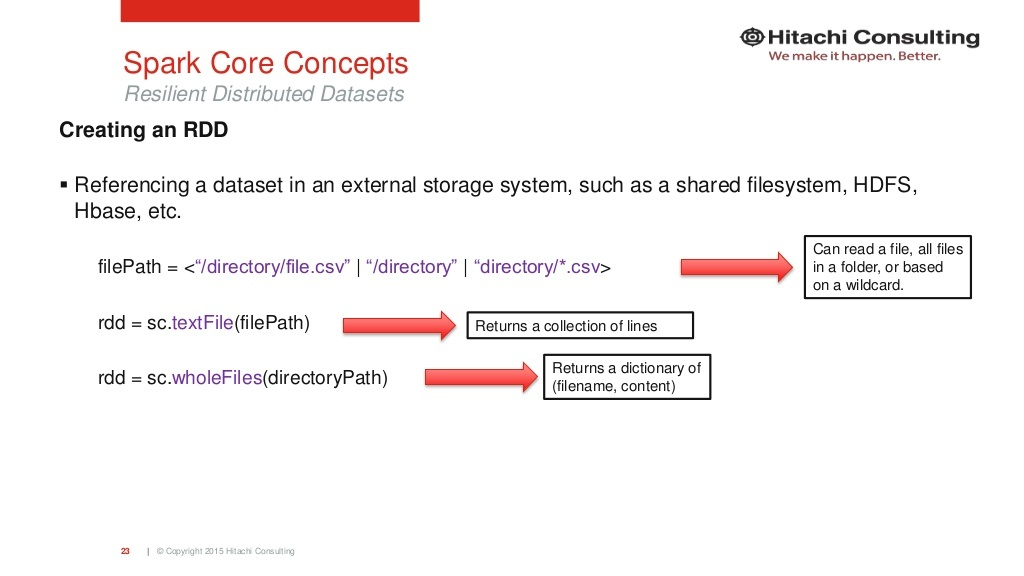 Hitachi Consulting
We make it happen. Better.
Spark Core Concepts
Resilient Distributed Datasets
Creating an RDD
▪ Referencing a dataset in an external storage system, such as a shared filesystem, HDFS,
Hbase, etc.
filePath = <“/directory/file.csv” | “/directory” | “directory/*.csv>
Can read a file, all files
in a folder, or based
on a wildcard.
rdd = sc.textFile(filePath)
Returns a collection of lines
rdd = sc.wholeFiles(directoryPath)
Returns a dictionary of
(filename, content)
23 | © Copyright 2015 Hitachi Consulting